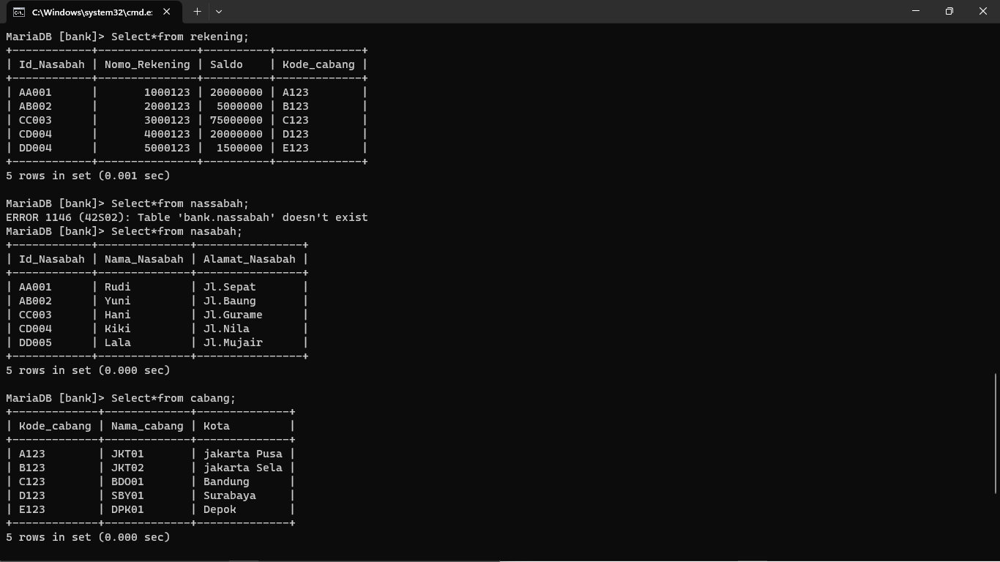 C:\Windows\system32\cmd.e:
MariaDB [bank]> Select*from rekening;
+------------+---------------+----------+-------------+
| Id_Nasabah | Nomo_Rekening | Saldo    | Kode_cabang |
+------------+---------------+----------+-------------+
| AA001      |       1000123 | 20000000 | A123        |
| AB002      |       2000123 |  5000000 | B123        |
| CC003      |       3000123 | 75000000 | C123        |
| CD004      |       4000123 | 20000000 | D123        |
| DD004      |       5000123 |  1500000 | E123        |
+------------+---------------+----------+-------------+
5 rows in set (0.001 sec)
MariaDB [bank]> Select*from nassabah;
ERROR 1146 (42S02): Table 'bank.nassabah' doesn't exist
MariaDB [bank]> Select*from nasabah;
+------------+--------------+----------------+
| Id_Nasabah | Nama_Nasabah | Alamat_Nasabah |
+------------+--------------+----------------+
| AA001      | Rudi         | Jl.Sepat       |
| AB002      | Yuni         | Jl.Baung       |
| CC003      | Hani         | Jl.Gurame      |
| CD004      | Kiki         | Jl.Nila        |
| DD005      | Lala         | Jl.Mujair      |
+------------+--------------+----------------+
5 rows in set (0.000 sec)
MariaDB [bank]> Select*from cabang;
+-------------+-------------+--------------+
| Kode_cabang | Nama_cabang | Kota         |
+-------------+-------------+--------------+
| A123        | JKT01       | jakarta Pusa |
| B123        | JKT02       | jakarta Sela |
| C123        | BDO01       | Bandung      |
| D123        | SBY01       | Surabaya     |
| E123        | DPK01       | Depok        |
+-------------+-------------+--------------+
5 rows in set (0.000 sec)